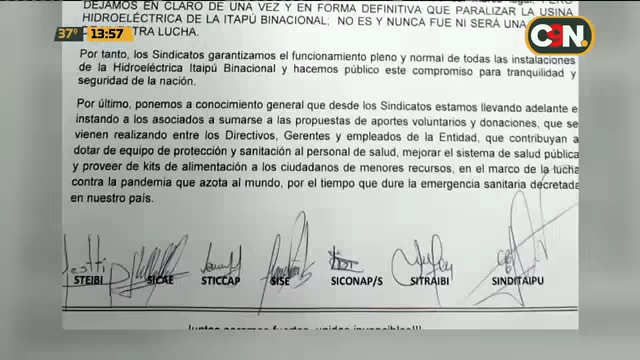 37° 13:57
C9N.
DEJAMOS EN CLARO DE UNA VEZ Y EN FORMA DEFINITIVA QUE PARALIZAR LA USINA
HIDROELÉCTRICA DE LA ITAPÚ BINACIONAL; NO ES Y NUNCA FUE NI SERÁ UNA
LUCHA.
Por tanto, los Sindicatos garantizamos el funcionamiento pleno y normal de todas las instalaciones
de la Hidroeléctrica Itaipú Binacional y hacemos público este compromiso para tranquilidad y
seguridad de la nación.
Por último, ponemos a conocimiento general que desde los Sindicatos estamos llevando adelante e
instando a los asociados a sumarse a las propuestas de aportes voluntarios y donaciones, que se
vienen realizando entre los Directivos, Gerentes y empleados de la Entidad, que contribuyan a
dotar de equipo de protección y sanitación al personal de salud, mejorar el sistema de salud pública
y proveer de kits de alimentación a los ciudadanos de menores recursos, en el marco de la lucha
contra la pandemia que azota al mundo, por el tiempo que dure la emergencia sanitaria decretada
en nuestro país.
STEIBI SICAE STICCAP SISE SICONAP/S SITRAIBI SINDITAIPU